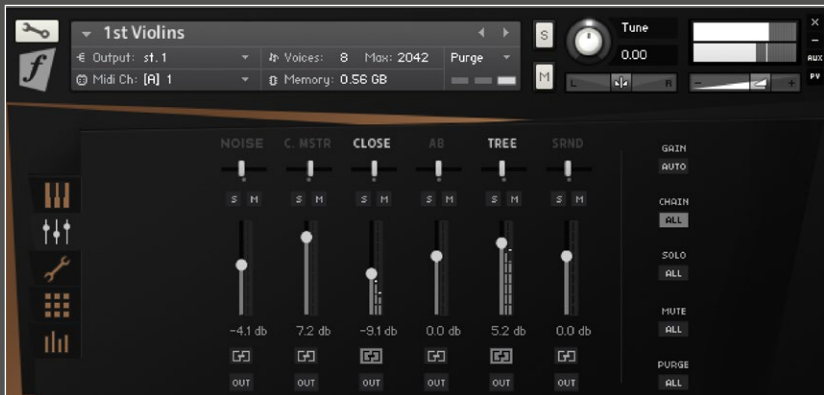 1st Violins
Output: st.1
Voices: 8 Max: 2042 Purge
Midi Ch: [A] 1
Memory: 0.56 GB
S
M
Tune
0.00
L R
- +
×
-
AUX
PV
NOISE C. MSTR CLOSE AB TREE SRND
S M S M S M S M S M S M
-4.1 db 7.2 db -9.1 db 0.0 db 5.2 db 0.0 db
OUT OUT OUT OUT OUT OUT
GAIN
AUTO
CHAIN
ALL
SOLO
ALL
MUTE
ALL
PURGE
ALL